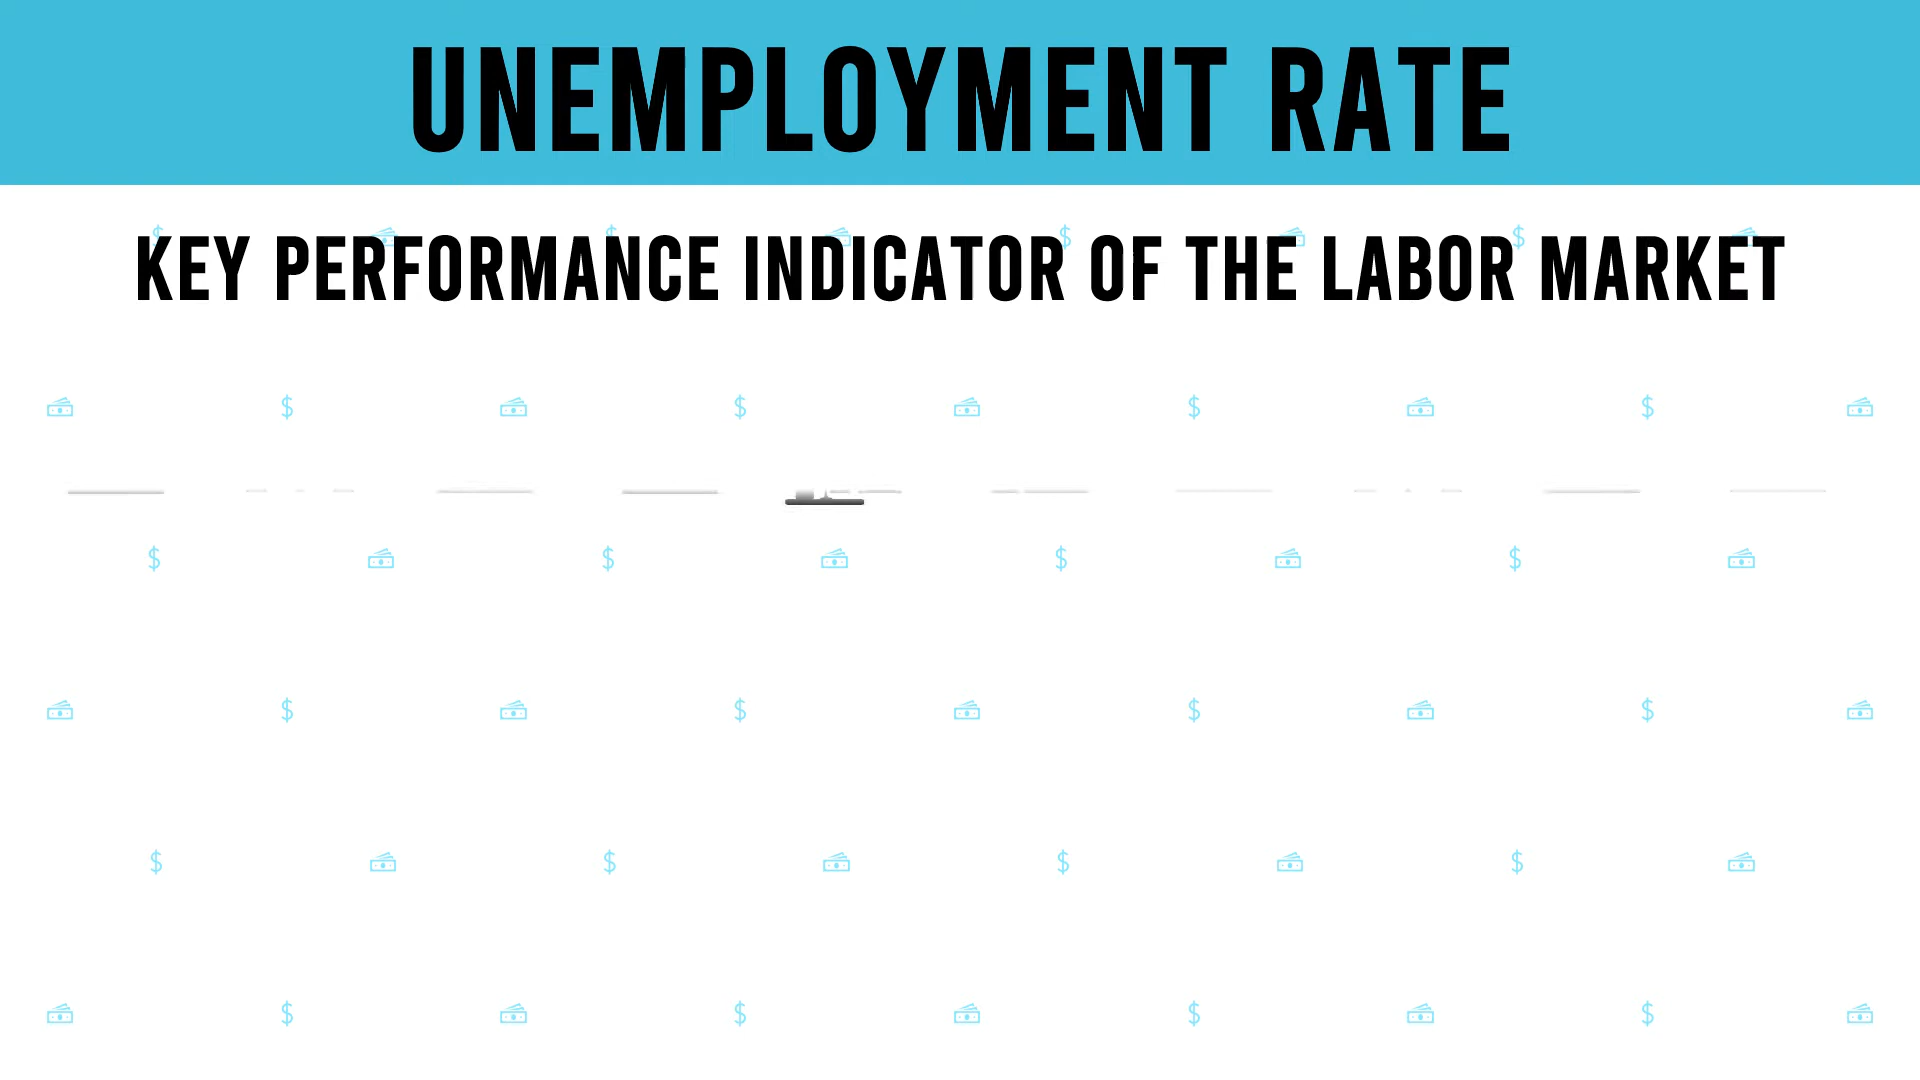 UNEMPLOYMENT RATE
KEY PERFORMANCE INDICATOR OF THE LABOR MARKET